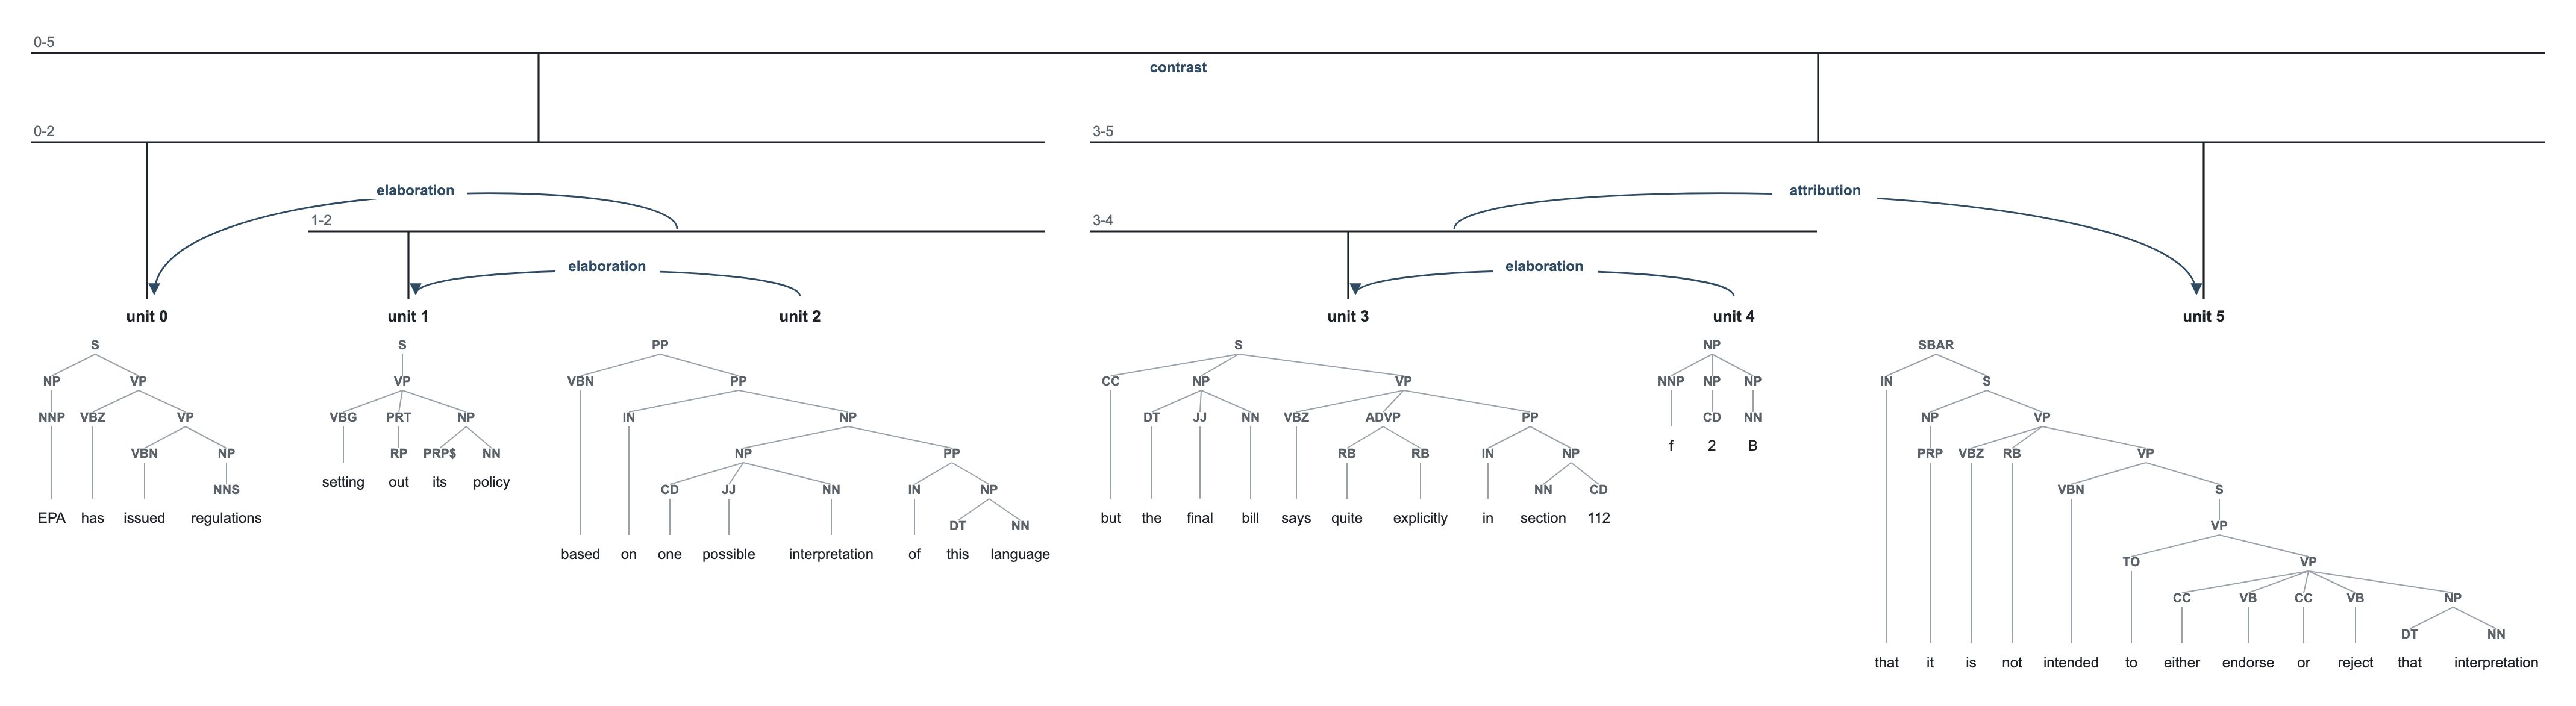 0-5
contrast
0-2 3-5
elaboration attribution
1-2 3-4
elaboration elaboration
unit 0 unit 1 unit 2 unit 3 unit 4 unit 5
S S PP S NP SBAR
NP VP VP VBN PP CC NP VP NNP NP NP IN S
NNP VBZ VP VBG PRT NP IN NP DT JJ NN VBZ ADVP PP CD NN NP VP
f 2 B
VBN NP RP PRP$ NN NP PP RB RB IN NP PRP VBZ RB VP
setting out its policy
NNS CD JJ NN IN NP NN CD VBN S
EPA has issued regulations but the final bill says quite explicitly in section 112
DT NN VP
based on one possible interpretation of this language
TO VP
CC VB CC VB NP
DT NN
that it is not intended to either endorse or reject that interpretation